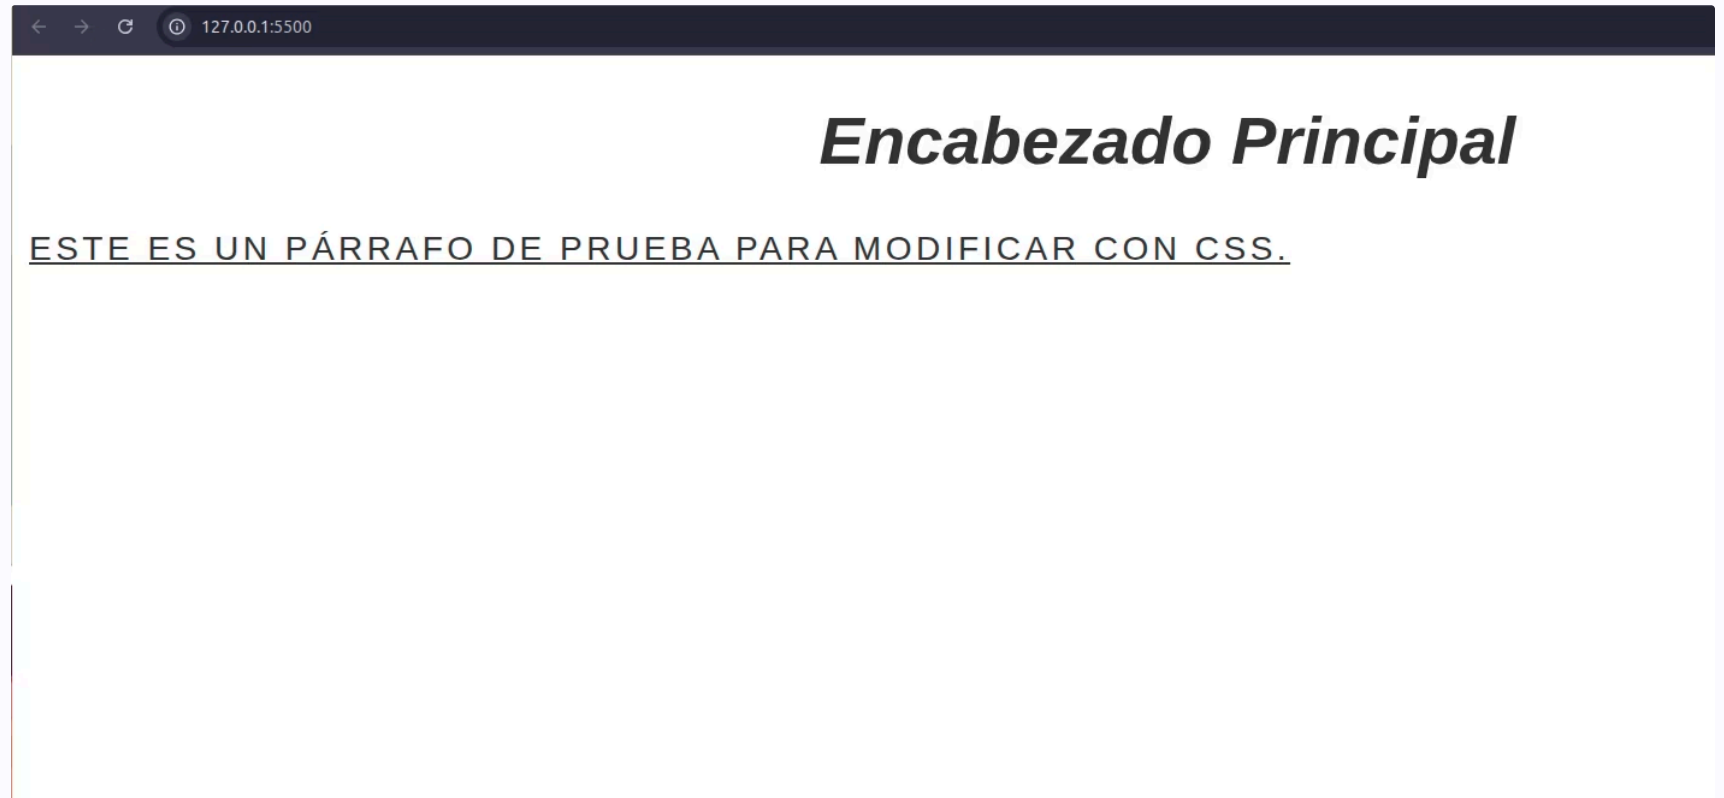 127.0.0.1:5500
Encabezado Principal
ESTE ES UN PÁRRAFO DE PRUEBA PARA MODIFICAR CON CSS.